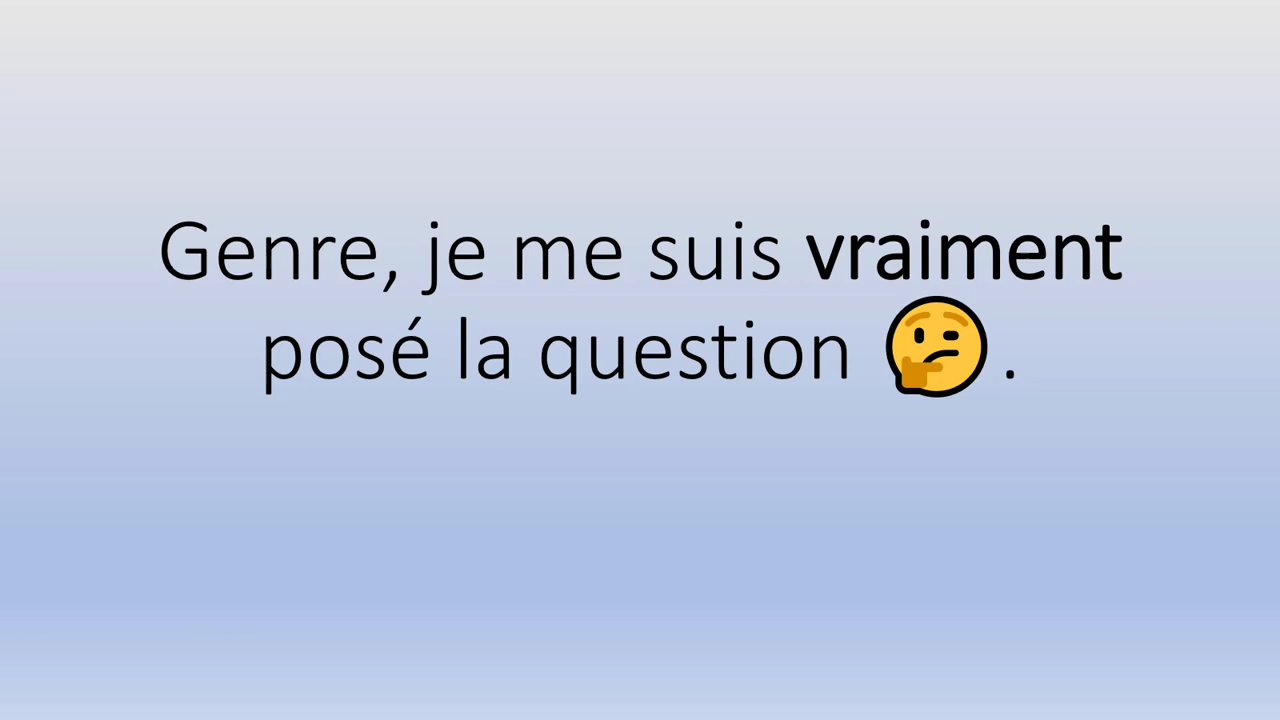 Genre, je me suis vraiment
posé la question 🤔.